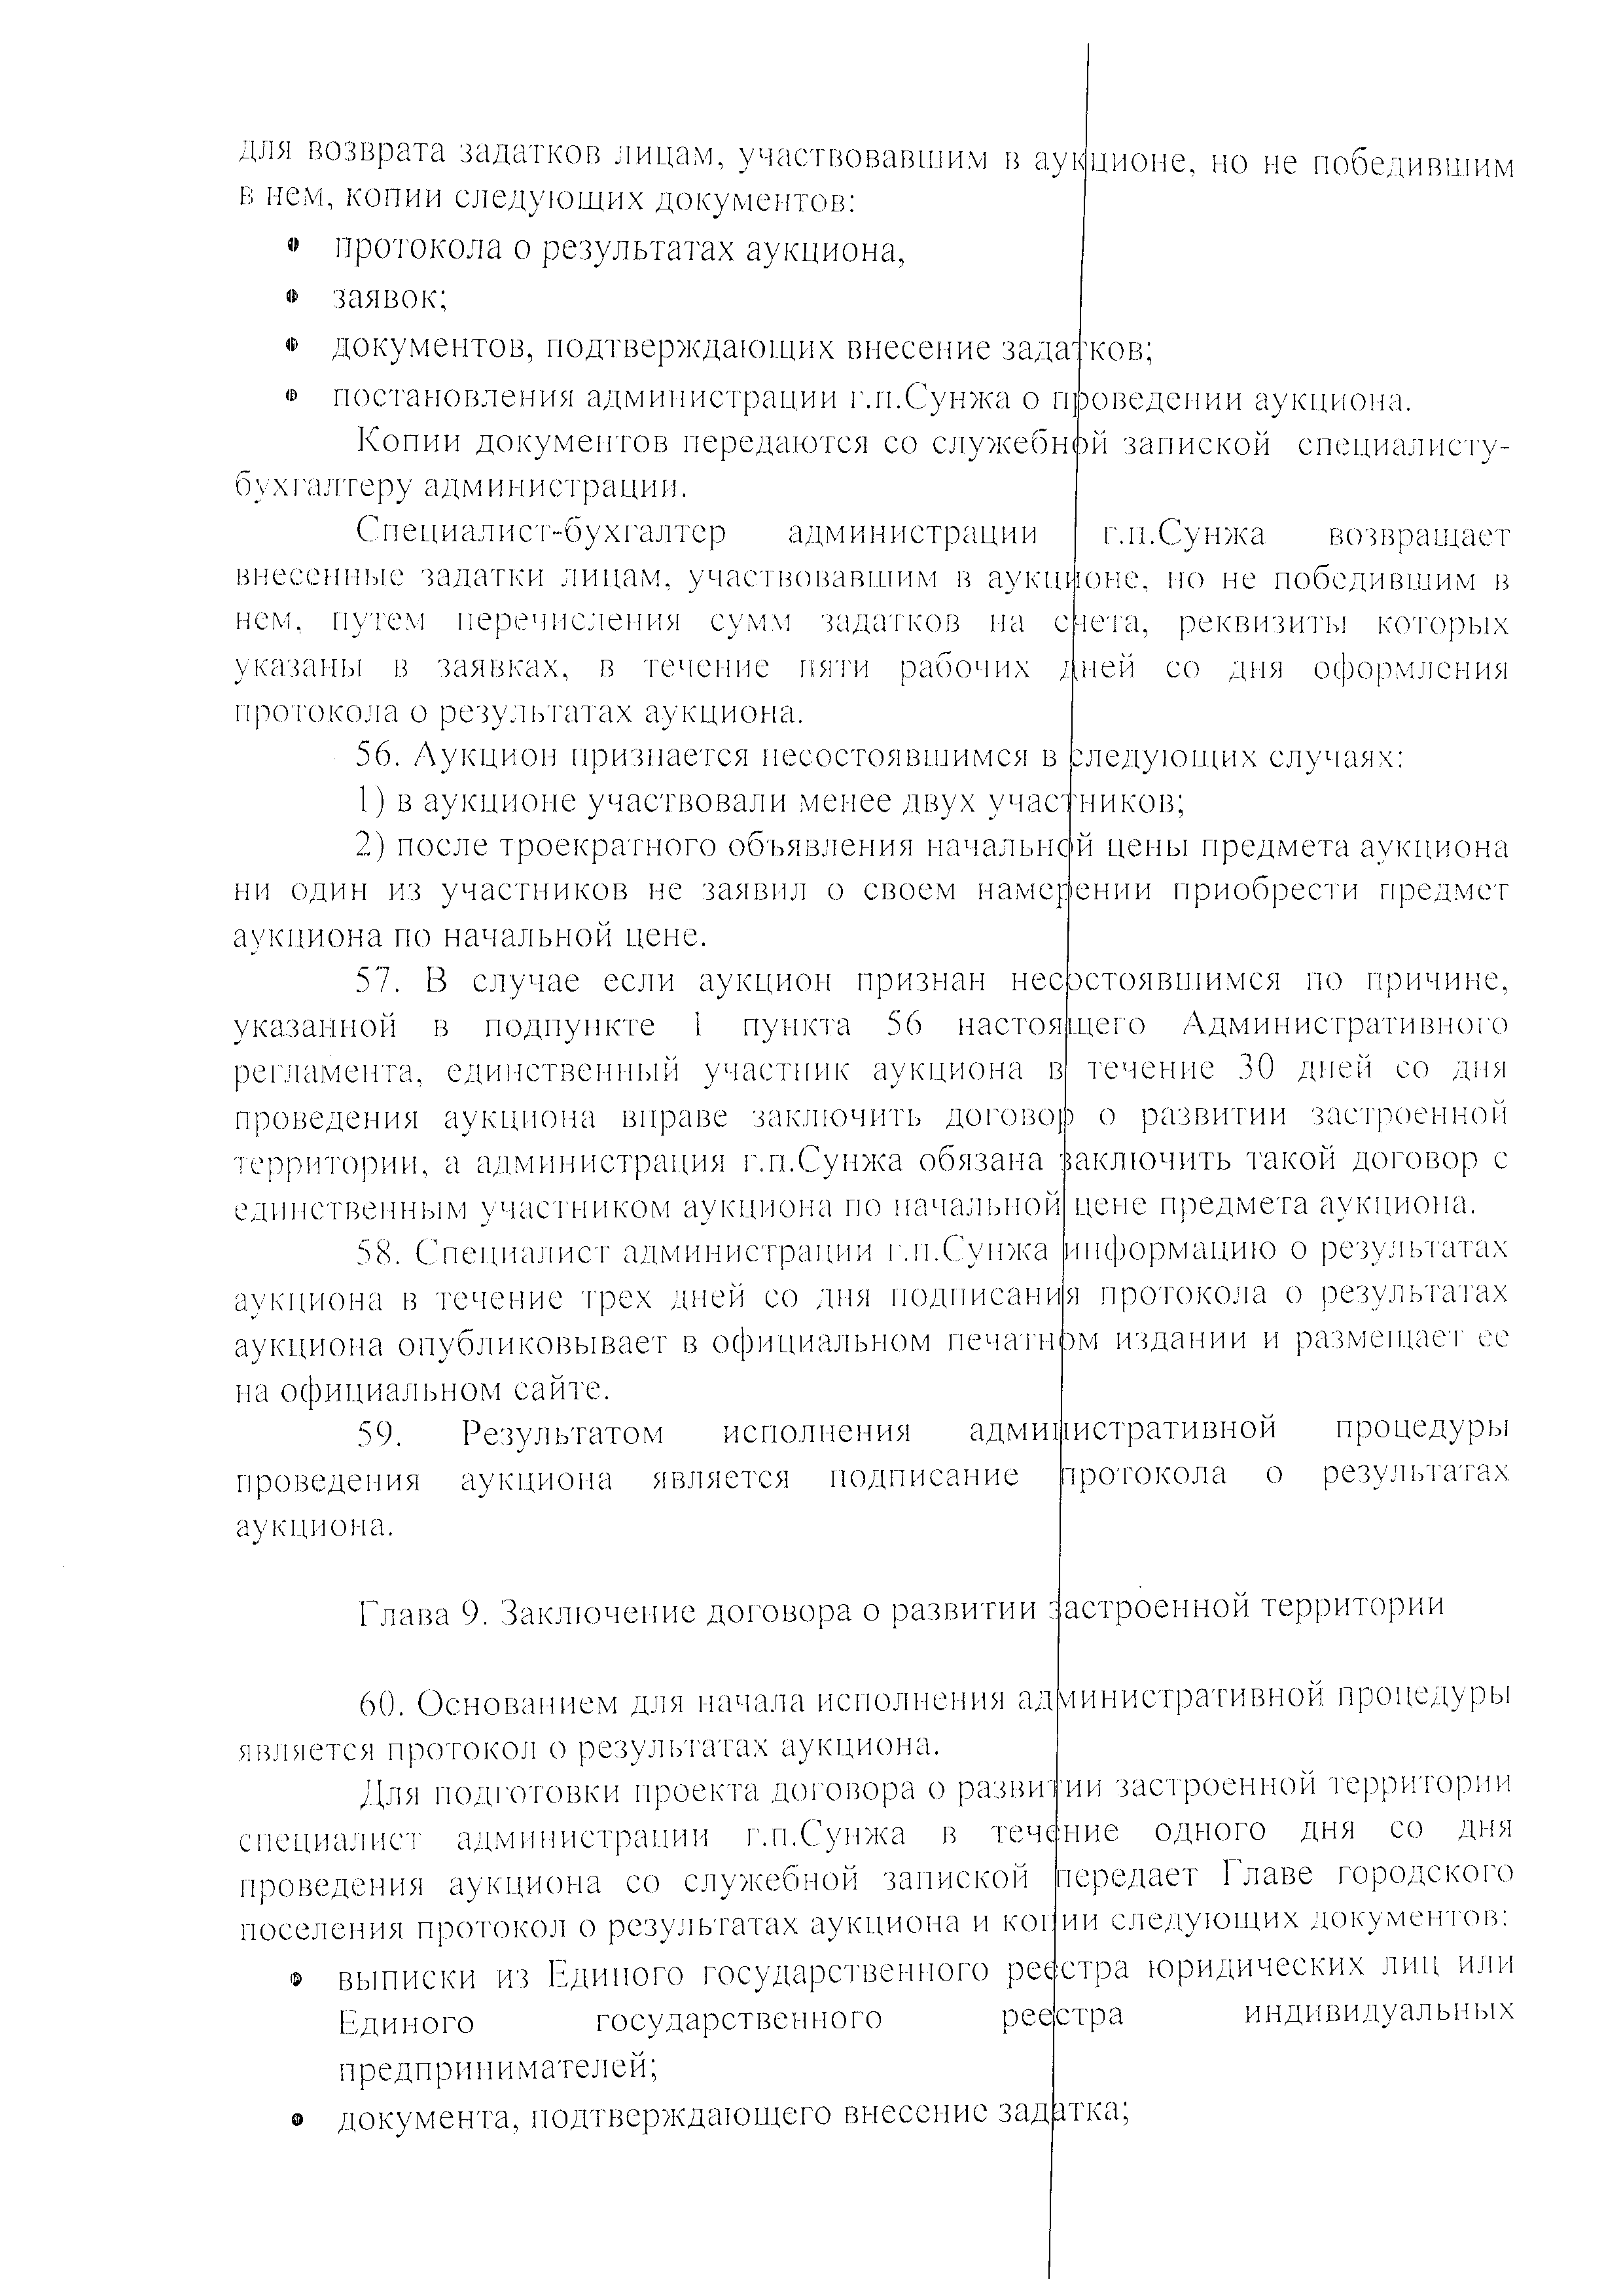 для возврата задатков лицам, участвовавшим в аукционе, но не победившим
в нем, копии следующих документов:
• протокола о результатах аукциона,
• заявок;
• документов, подтверждающих внесение задатков;
• постановления администрации г.п.Сунжа о проведении аукциона.
Копии документов передаются со служебной запиской специалисту-
бухгалтеру администрации.
Специалист-бухгалтер администрации г.п.Сунжа возвращает
внесенные задатки лицам, участвовавшим в аукционе, но не победившим в
нем, путем перечисления сумм задатков на счета, реквизиты которых
указаны в заявках, в течение пяти рабочих дней со дня оформления
протокола о результатах аукциона.
56. Аукцион признается несостоявшимся в следующих случаях:
1) в аукционе участвовали менее двух участников;
2) после троекратного объявления начальной цены предмета аукциона
ни один из участников не заявил о своем намерении приобрести предмет
аукциона по начальной цене.
57. В случае если аукцион признан несостоявшимся по причине,
указанной в подпункте 1 пункта 56 настоящего Административного
регламента, единственный участник аукциона в течение 30 дней со дня
проведения аукциона вправе заключить договор о развитии застроенной
территории, а администрация г.п.Сунжа обязана заключить такой договор с
единственным участником аукциона по начальной цене предмета аукциона.
58. Специалист администрации г.п.Сунжа информацию о результатах
аукциона в течение трех дней со дня подписания протокола о результатах
аукциона опубликовывает в официальном печатном издании и размещает ее
на официальном сайте.
59. Результатом исполнения административной процедуры
проведения аукциона является подписание протокола о результатах
аукциона.
Глава 9. Заключение договора о развитии застроенной территории
60. Основанием для начала исполнения административной процедуры
является протокол о результатах аукциона.
Для подготовки проекта договора о развитии застроенной территории
специалист администрации г.п.Сунжа в течение одного дня со дня
проведения аукциона со служебной запиской передает Главе городского
поселения протокол о результатах аукциона и копии следующих документов:
• выписки из Единого государственного реестра юридических лиц или
Единого государственного реестра индивидуальных
предпринимателей;
• документа, подтверждающего внесение задатка;